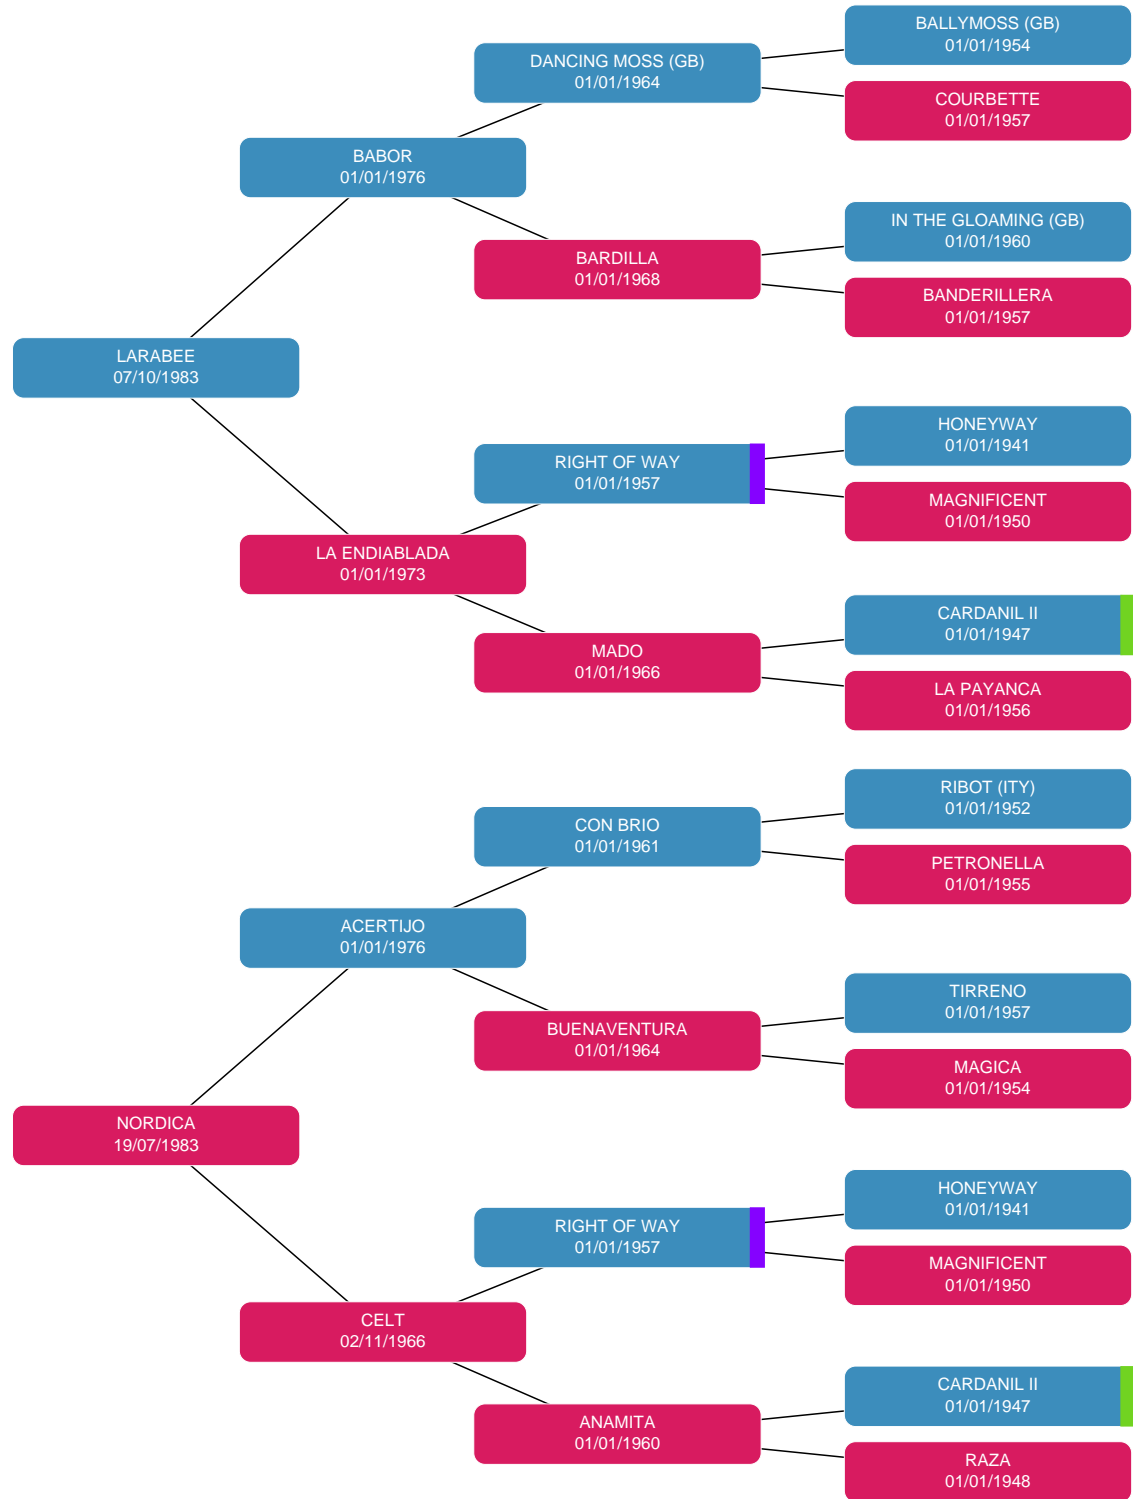 BALLYMOSS (GB)
01/01/1954
DANCING MOSS (GB)
01/01/1964
COURBETTE
01/01/1957
BABOR
01/01/1976
IN THE GLOAMING (GB)
01/01/1960
BARDILLA
01/01/1968
BANDERILLERA
01/01/1957
LARABEE
07/10/1983
HONEYWAY
01/01/1941
RIGHT OF WAY
01/01/1957
MAGNIFICENT
01/01/1950
LA ENDIABLADA
01/01/1973
CARDANIL II
01/01/1947
MADO
01/01/1966
LA PAYANCA
01/01/1956
RIBOT (ITY)
01/01/1952
CON BRIO
01/01/1961
PETRONELLA
01/01/1955
ACERTIJO
01/01/1976
TIRRENO
01/01/1957
BUENAVENTURA
01/01/1964
MAGICA
01/01/1954
NORDICA
19/07/1983
HONEYWAY
01/01/1941
RIGHT OF WAY
01/01/1957
MAGNIFICENT
01/01/1950
CELT
02/11/1966
CARDANIL II
01/01/1947
ANAMITA
01/01/1960
RAZA
01/01/1948